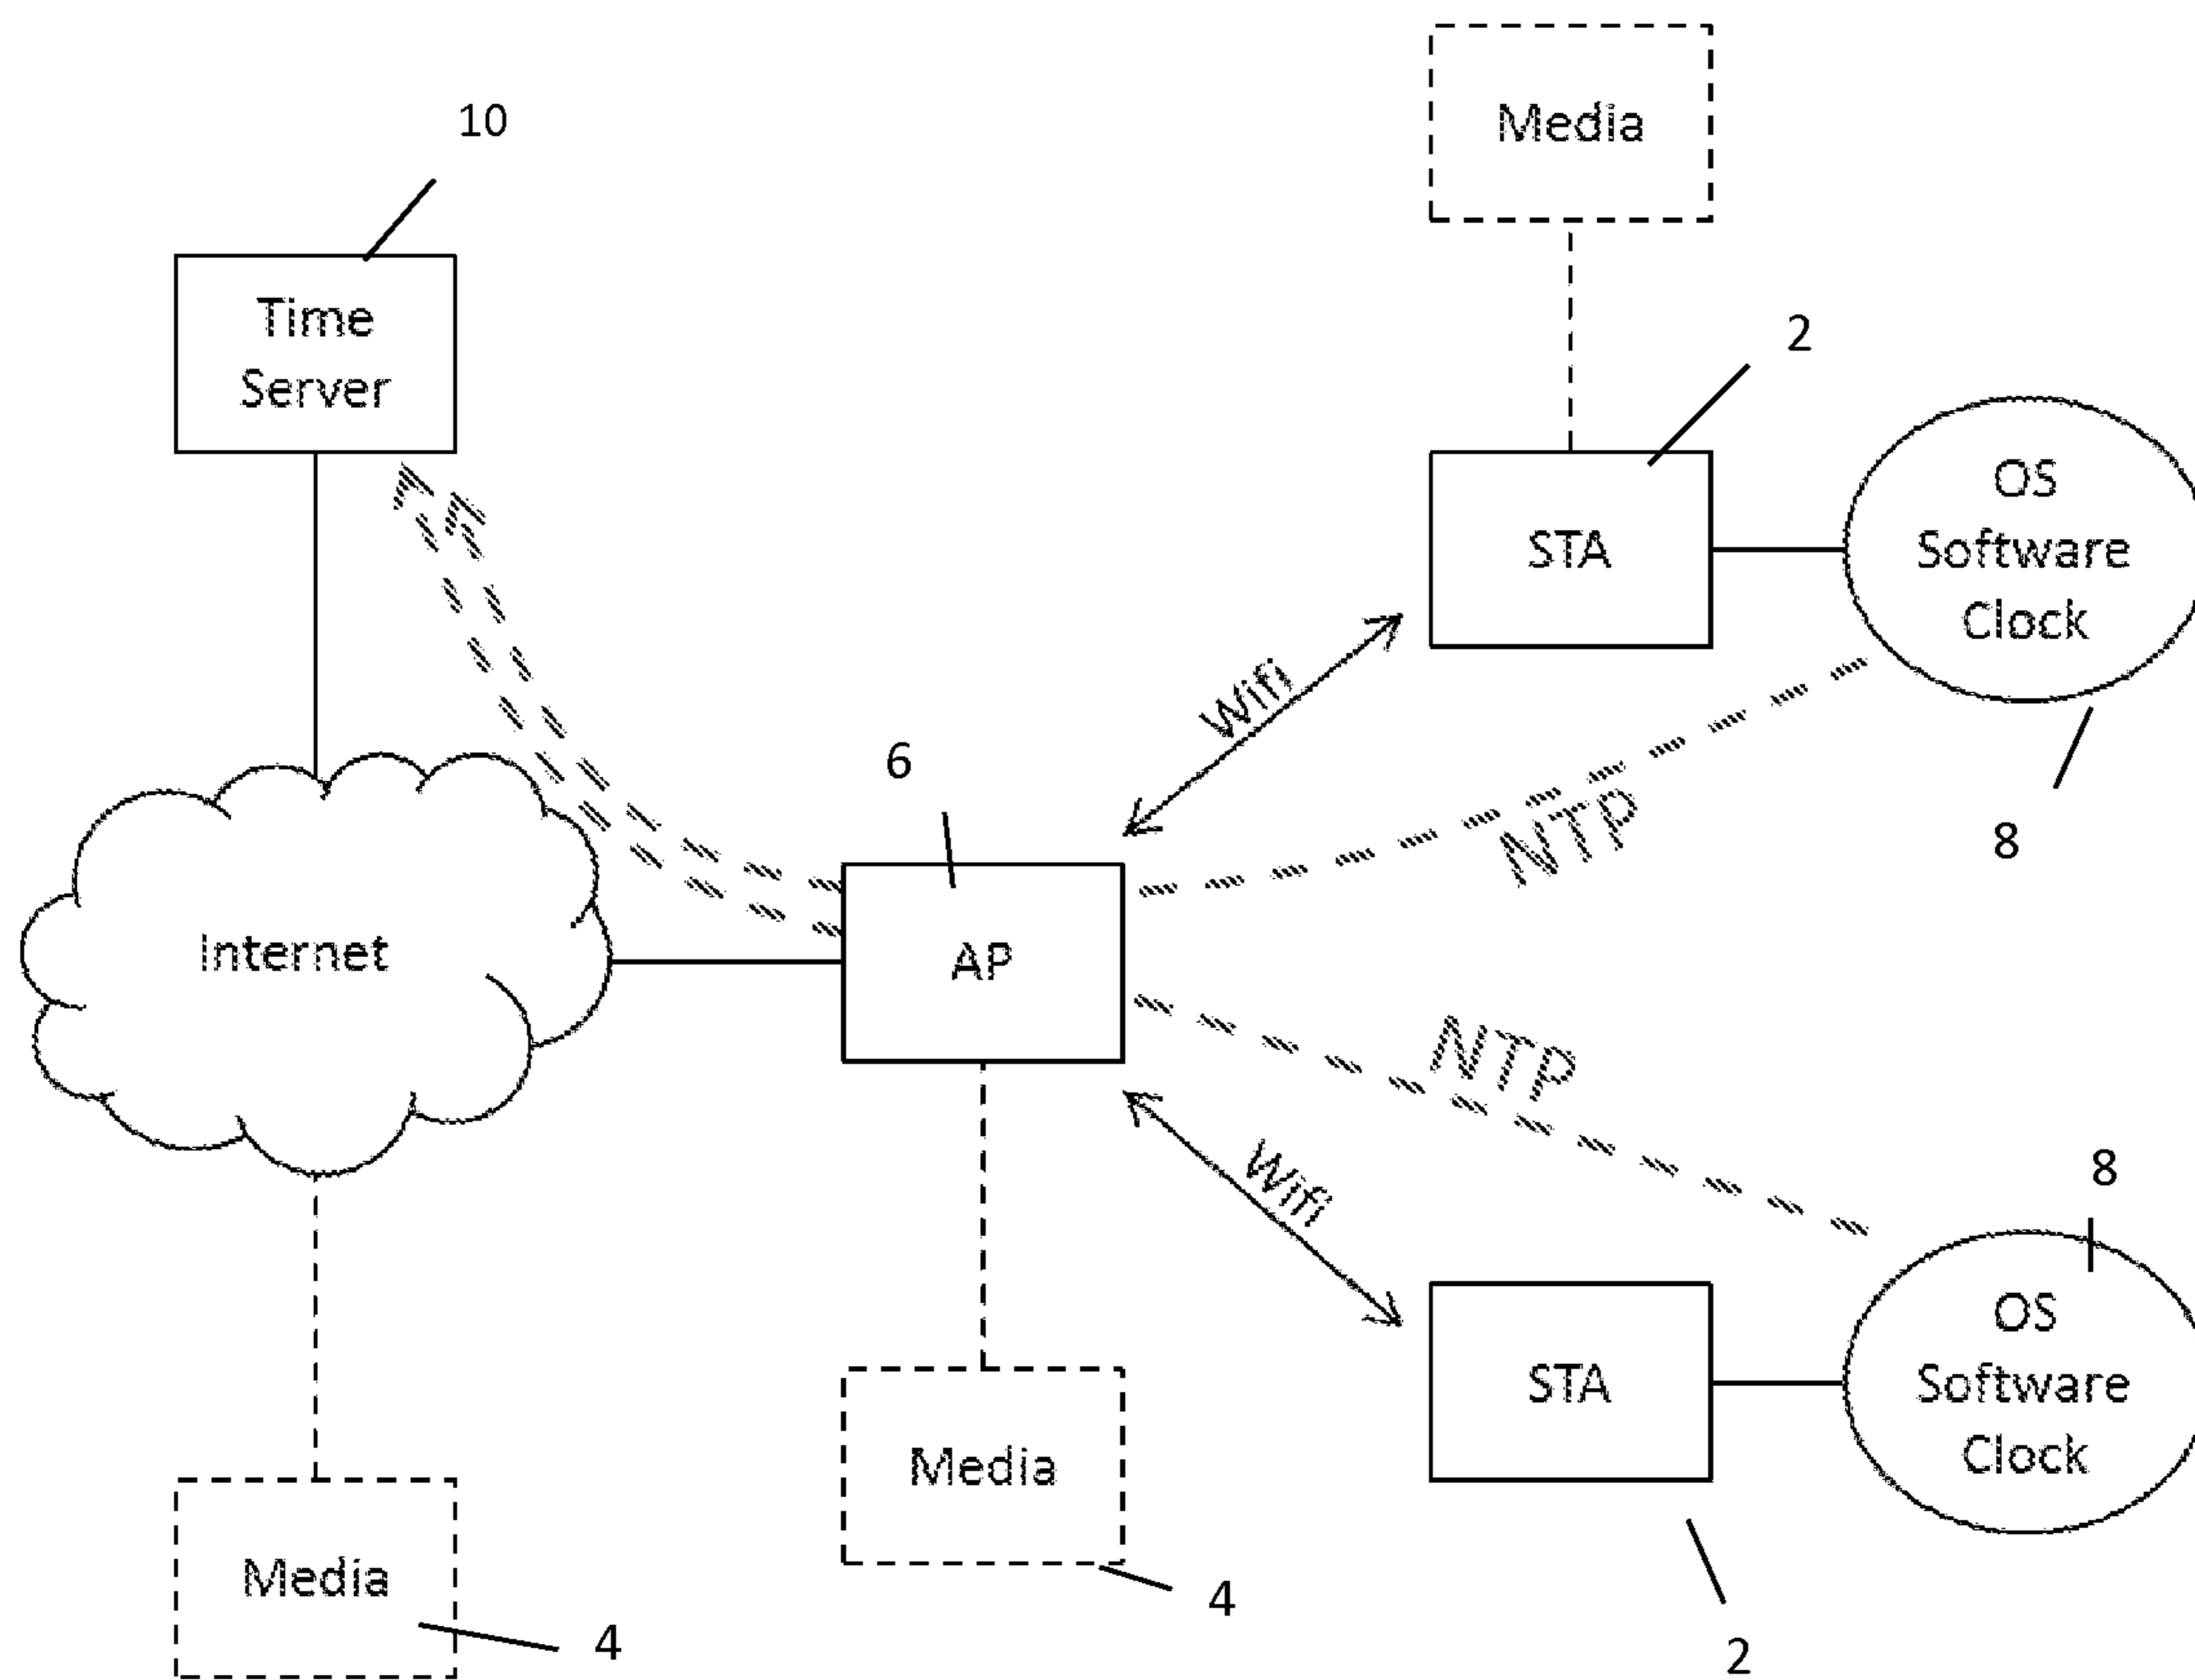 Media
10
Time
Server
2
STA
OS
Software
Clock
Wifi
NTP
8
6
Internet
AP
NTP
Wifi
8
STA
OS
Software
Clock
Media
4
Media
4
2